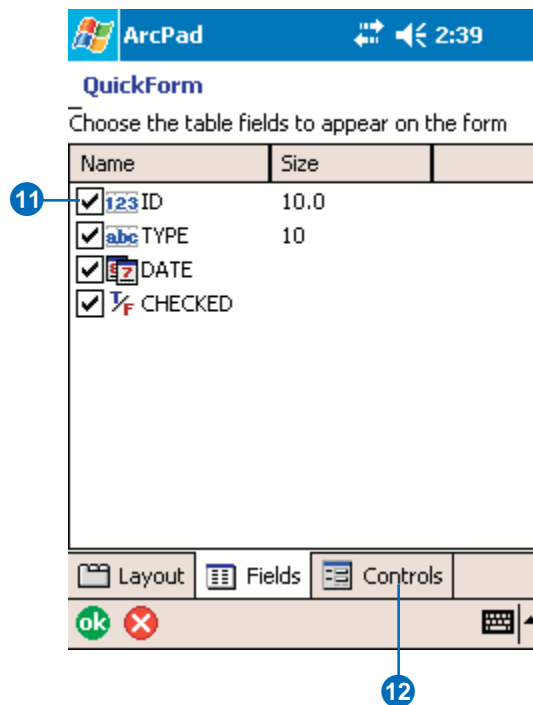 ArcPad 2:39
QuickForm
Choose the table fields to appear on the form
Name Size
11 123 ID 10.0
abc TYPE 10
7 DATE
T/F CHECKED
Layout Fields Controls
ok
12